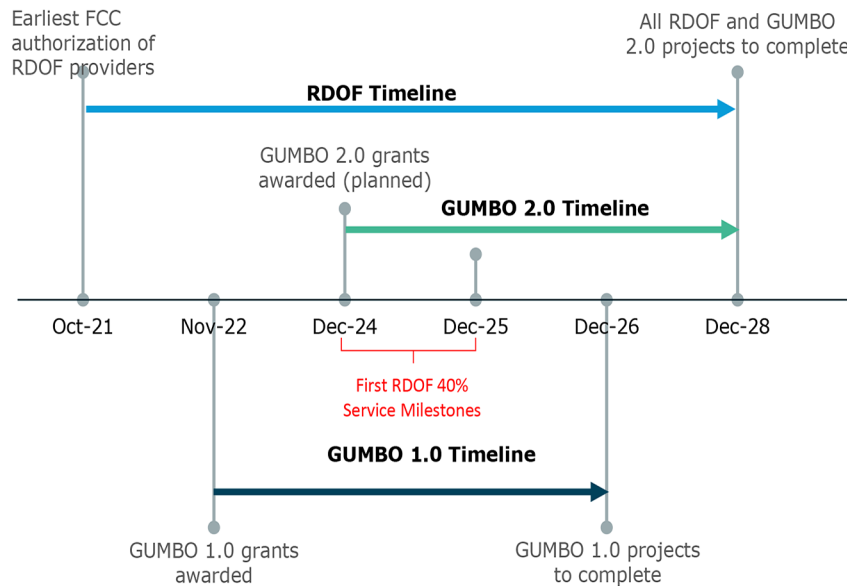 Earliest FCC
authorization of
RDOF providers
All RDOF and GUMBO
2.0 projects to complete
RDOF Timeline
GUMBO 2.0 grants
awarded (planned)
GUMBO 2.0 Timeline
Oct-21
Nov-22
Dec-24
Dec-25
Dec-26
Dec-28
First RDOF 40%
Service Milestones
GUMBO 1.0 Timeline
GUMBO 1.0 grants
awarded
GUMBO 1.0 projects
to complete